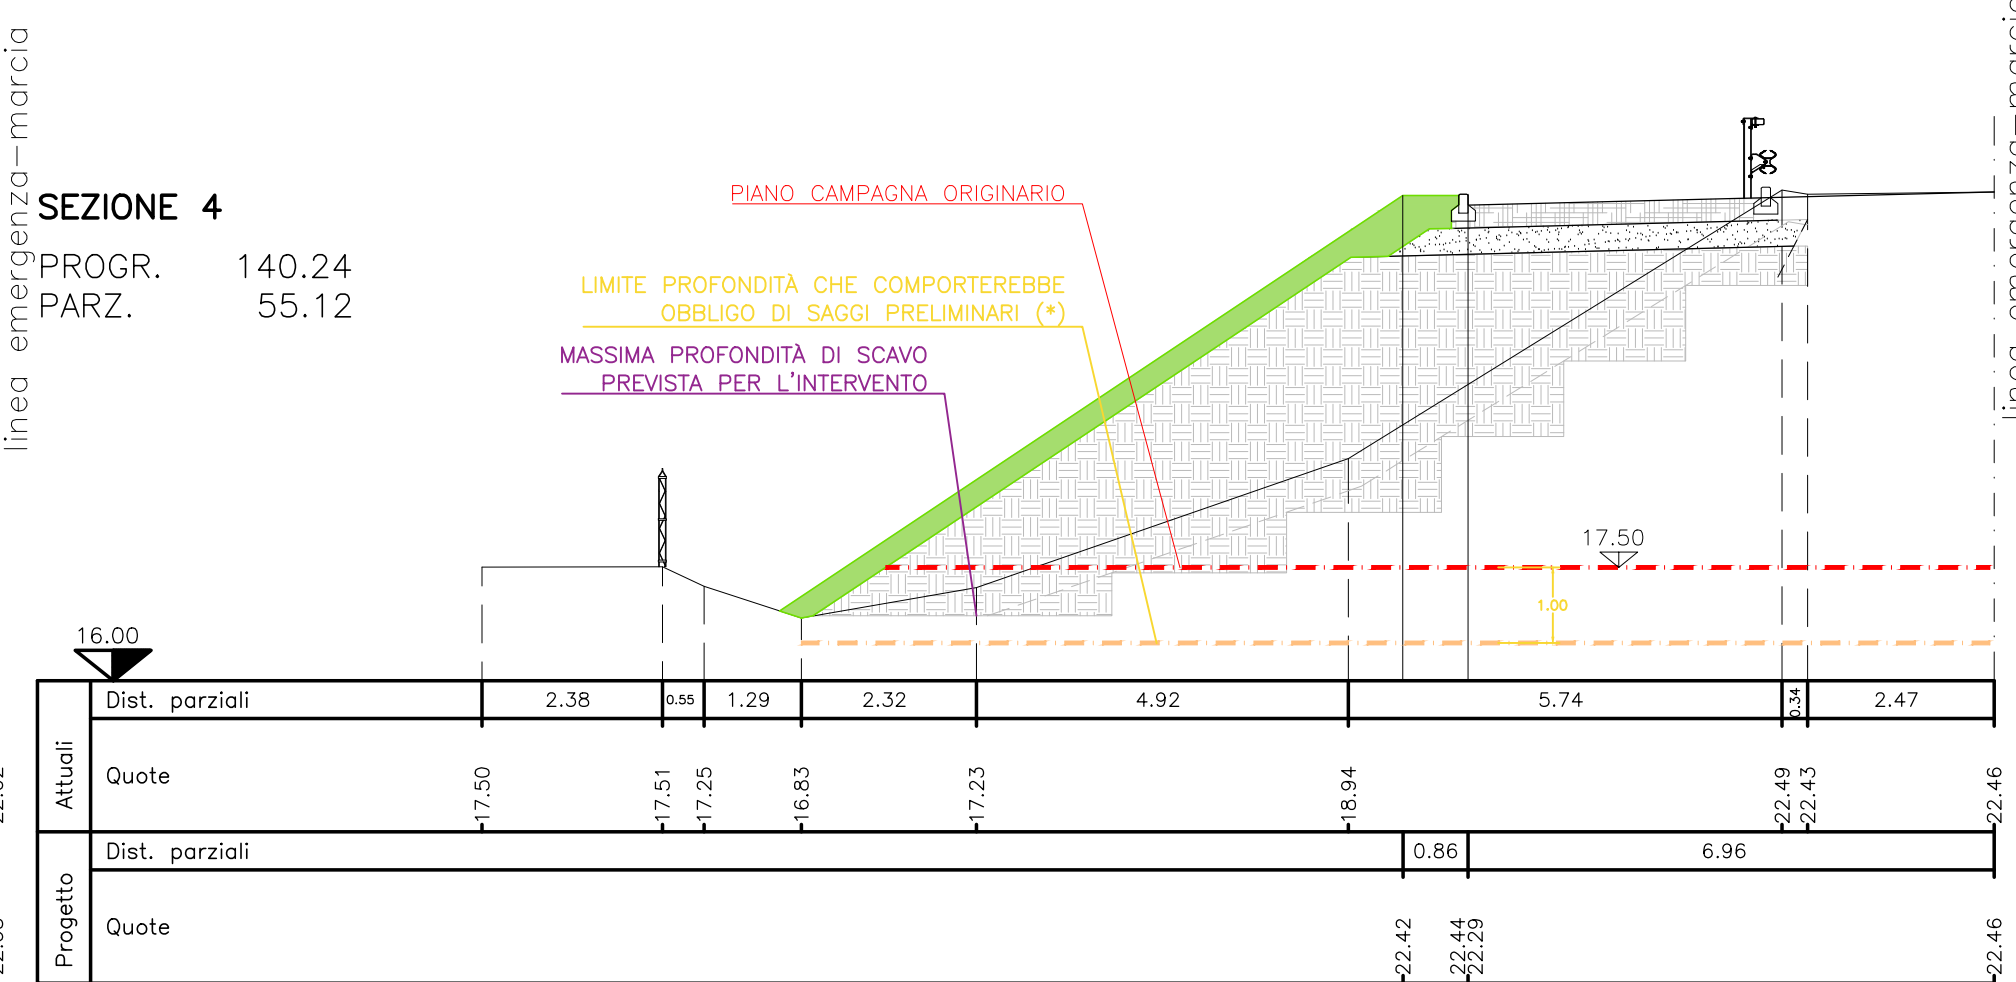 linea emergenza-marcia
SEZIONE 4
PROGR. 140.24
PARZ. 55.12
PIANO CAMPAGNA ORIGINARIO
LIMITE PROFONDITÀ CHE COMPORTEREBBE
OBBLIGO DI SAGGI PRELIMINARI (*)
MASSIMA PROFONDITÀ DI SCAVO
PREVISTA PER L'INTERVENTO
17.50
1.00
16.00
Attuali
Dist. parziali 2.38 0.55 1.29 2.32 4.92 5.74 0.34 2.47
Quote 17.50 17.51 17.25 16.83 17.23 18.94 22.49 22.43 22.46
Progetto
Dist. parziali 0.86 6.96
Quote 22.42 22.44 22.29 22.46